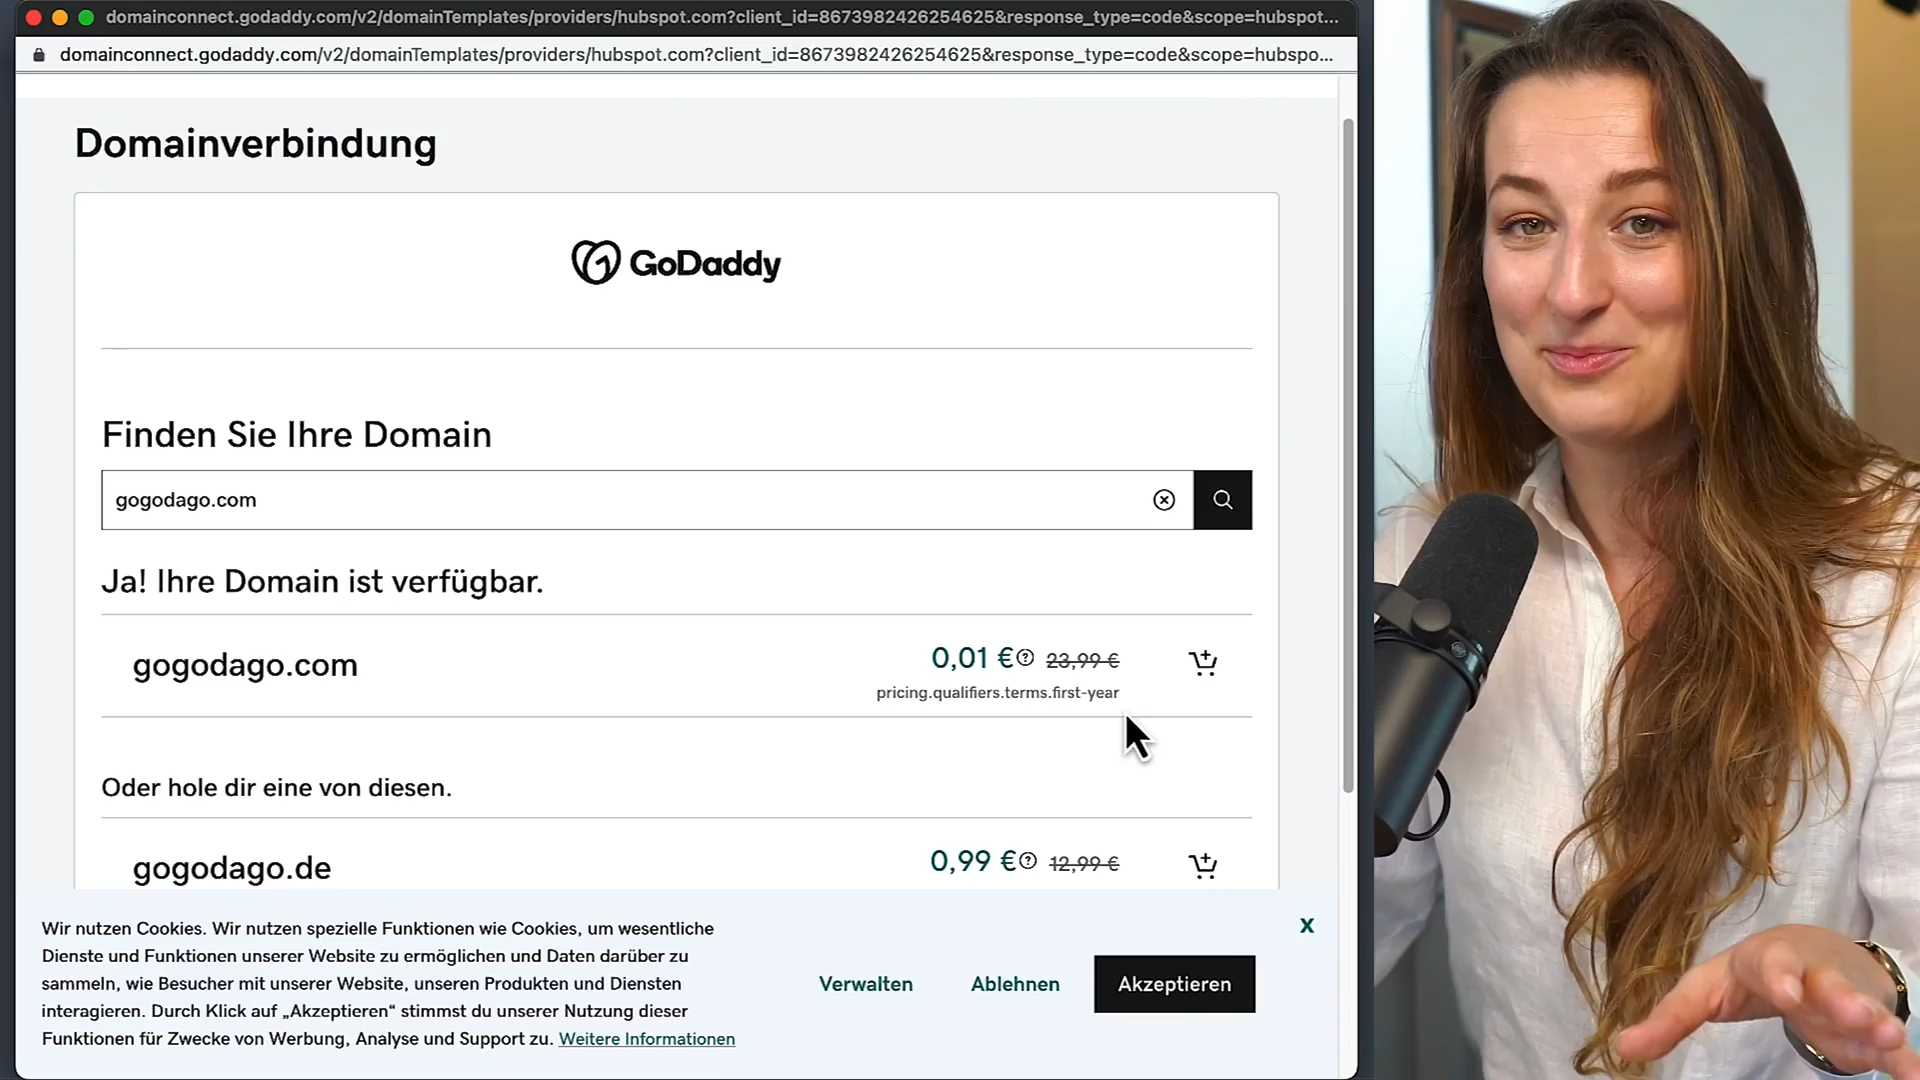 domainconnect.godaddy.com/v2/domainTemplates/providers/hubspot.com?client_id=8673982426254625&response_type=code&scope=hubspot...
domainconnect.godaddy.com/v2/domainTemplates/providers/hubspot.com?client_id=8673982426254625&response_type=code&scope=hubspo...
Domainverbindung
GoDaddy
Finden Sie Ihre Domain
gogodago.com
Ja! Ihre Domain ist verfügbar.
gogodago.com 0,01 € 23,99 €
pricing.qualifiers.terms.first-year
Oder hole dir eine von diesen.
gogodago.de 0,99 € 12,99 €
Wir nutzen Cookies. Wir nutzen spezielle Funktionen wie Cookies, um wesentliche
Dienste und Funktionen unserer Website zu ermöglichen und Daten darüber zu
sammeln, wie Besucher mit unserer Website, unseren Produkten und Diensten
interagieren. Durch Klick auf „Akzeptieren“ stimmst du unserer Nutzung dieser
Funktionen für Zwecke von Werbung, Analyse und Support zu. Weitere Informationen
Verwalten Ablehnen Akzeptieren
X